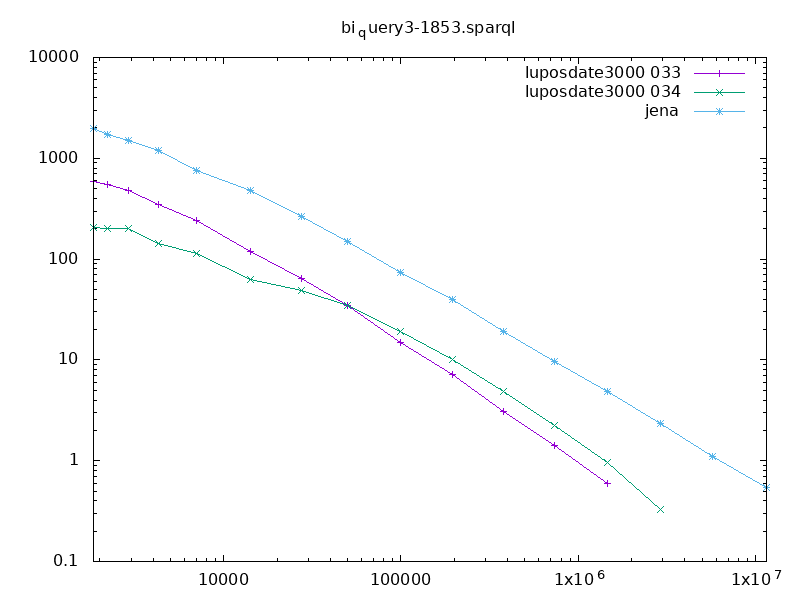 bi_query3-1853.sparql
luposdate3000 033
luposdate3000 034
jena
10000
1000
100
10
1
0.1
10000 100000 1x10^6 1x10^7